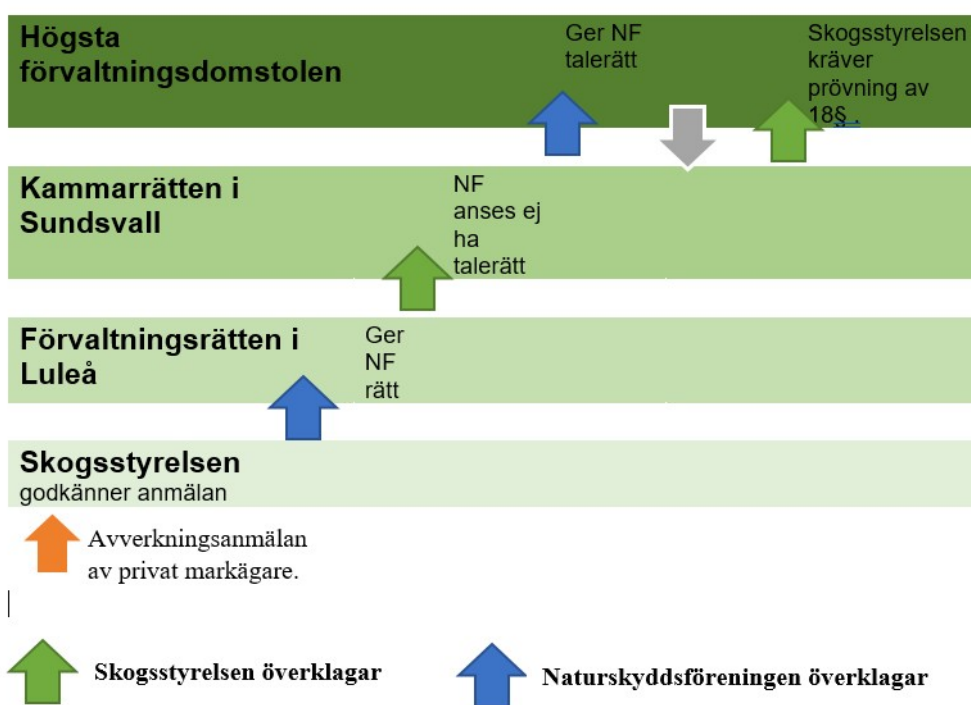 Högsta
förvaltningsdomstolen
Ger NF
talerätt
Skogsstyrelsen
kräver
prövning av
18§ .
Kammarrätten i
Sundsvall
NF
anses ej
ha
talerätt
Förvaltningsrätten i
Luleå
Ger
NF
rätt
Skogsstyrelsen
godkänner anmälan
Avverkningsanmälan
av privat markägare.
Skogsstyrelsen överklagar
Naturskyddsföreningen överklagar